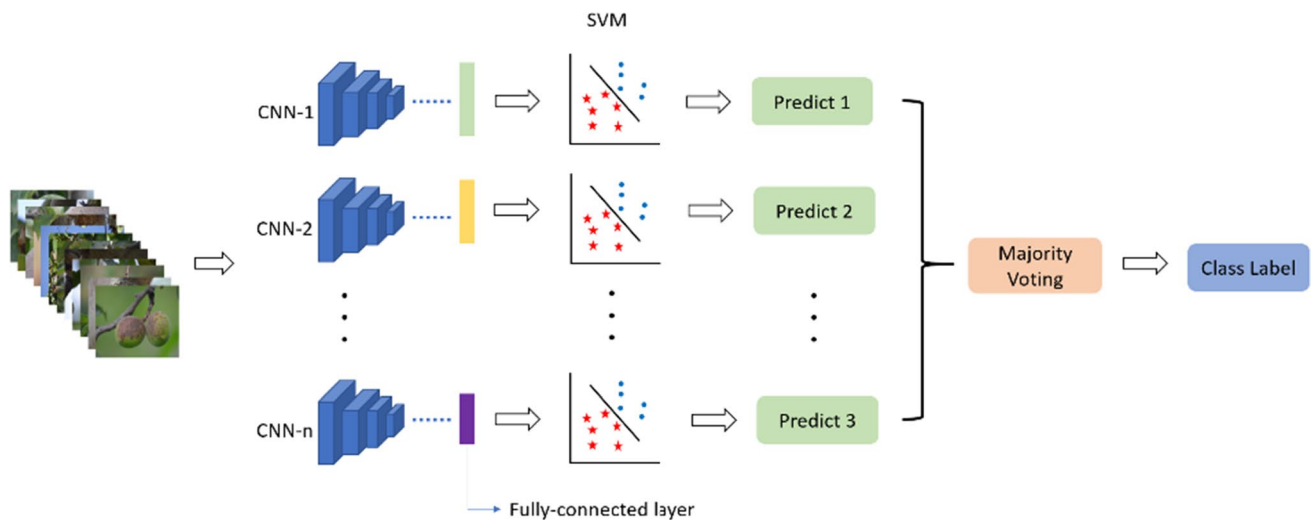 SVM
CNN-1
Predict 1
CNN-2
Predict 2
Majority
Voting
Class Label
CNN-n
Predict 3
Fully-connected layer